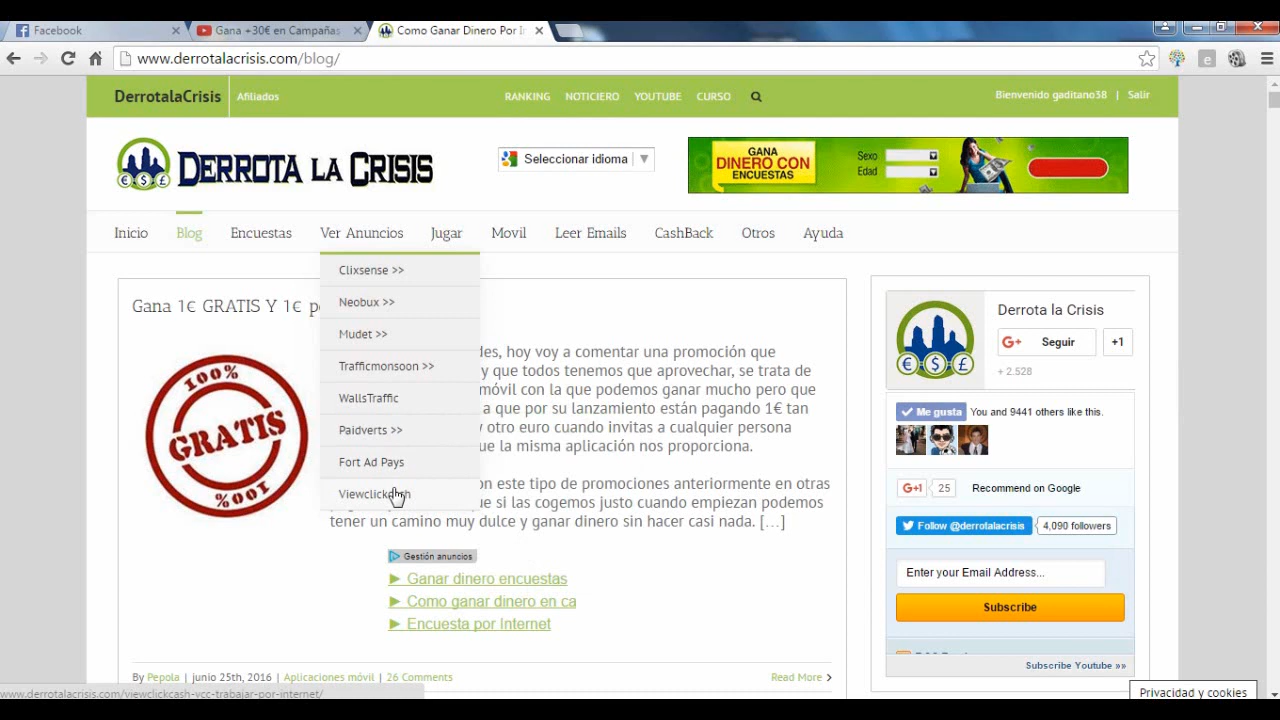 Facebook
Gana +30€ en Campañas
Como Ganar Dinero Por I
www.derrotalacrisis.com/blog/
DerrotalaCrisis Afiliados RANKING NOTICIERO YOUTUBE CURSO Bienvenido gaditano38 | Salir
DERROTA LA CRISIS
€ $ £
Seleccionar idioma
GANA
DINERO CON
ENCUESTAS
Sexo
Edad
Inicio Blog Encuestas Ver Anuncios Jugar Movil Leer Emails CashBack Otros Ayuda
Clixsense >>
Neobux >>
Mudet >>
Trafficmonsoon >>
WallsTraffic
Paidverts >>
Fort Ad Pays
Viewclickcash
Gana 1€ GRATIS Y 1€ p
100%
GRATIS
100%
des, hoy voy a comentar una promoción que
y que todos tenemos que aprovechar, se trata de
móvil con la que podemos ganar mucho pero que
a que por su lanzamiento están pagando 1€ tan
y otro euro cuando invitas a cualquier persona
que la misma aplicación nos proporciona.
on este tipo de promociones anteriormente en otras
que si las cogemos justo cuando empiezan podemos
tener un camino muy dulce y ganar dinero sin hacer casi nada. […]
Gestión anuncios
► Ganar dinero encuestas
► Como ganar dinero en ca
► Encuesta por Internet
By Pepola | junio 25th, 2016 | Aplicaciones móvil | 26 Comments Read More >
Derrota la Crisis
€ $ £
G+ Seguir +1
+ 2.528
Me gusta You and 9441 others like this.
G+1 25 Recommend on Google
Follow @derrotalacrisis 4,090 followers
Enter your Email Address...
Subscribe
Subscribe Youtube »»
www.derrotalacrisis.com/viewclickcash-vcc-trabajar-por-internet/
Privacidad y cookies